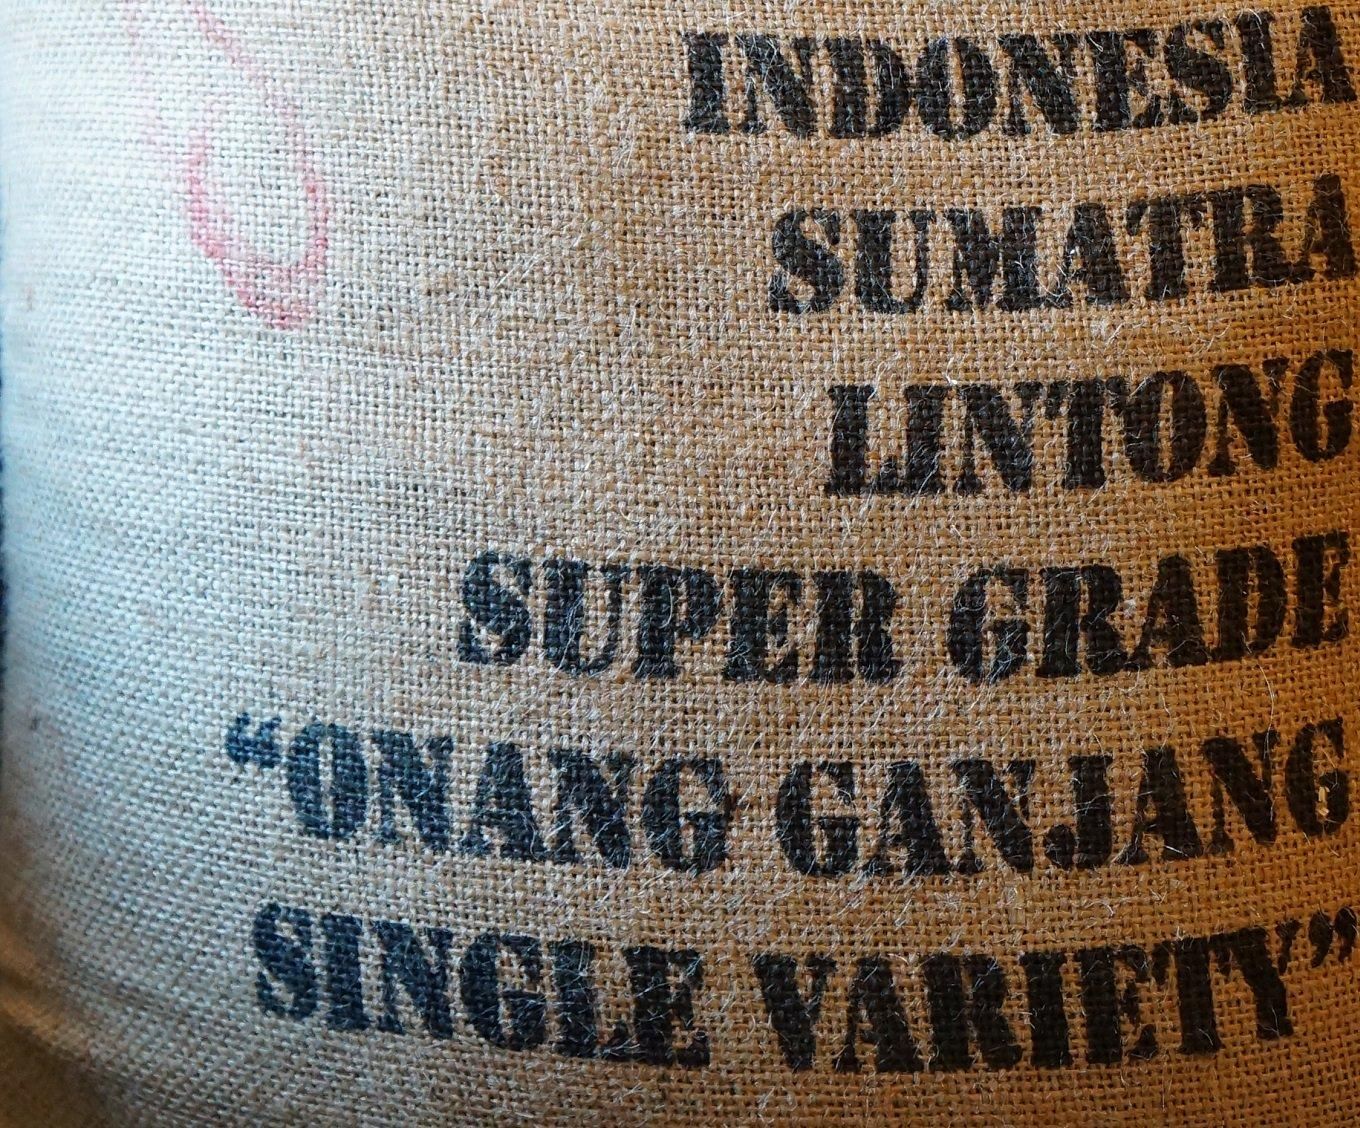 INDONESIA
SUMATRA
LINTONG
SUPER GRADE
“ONANG GANJANG
SINGLE VARIETY”